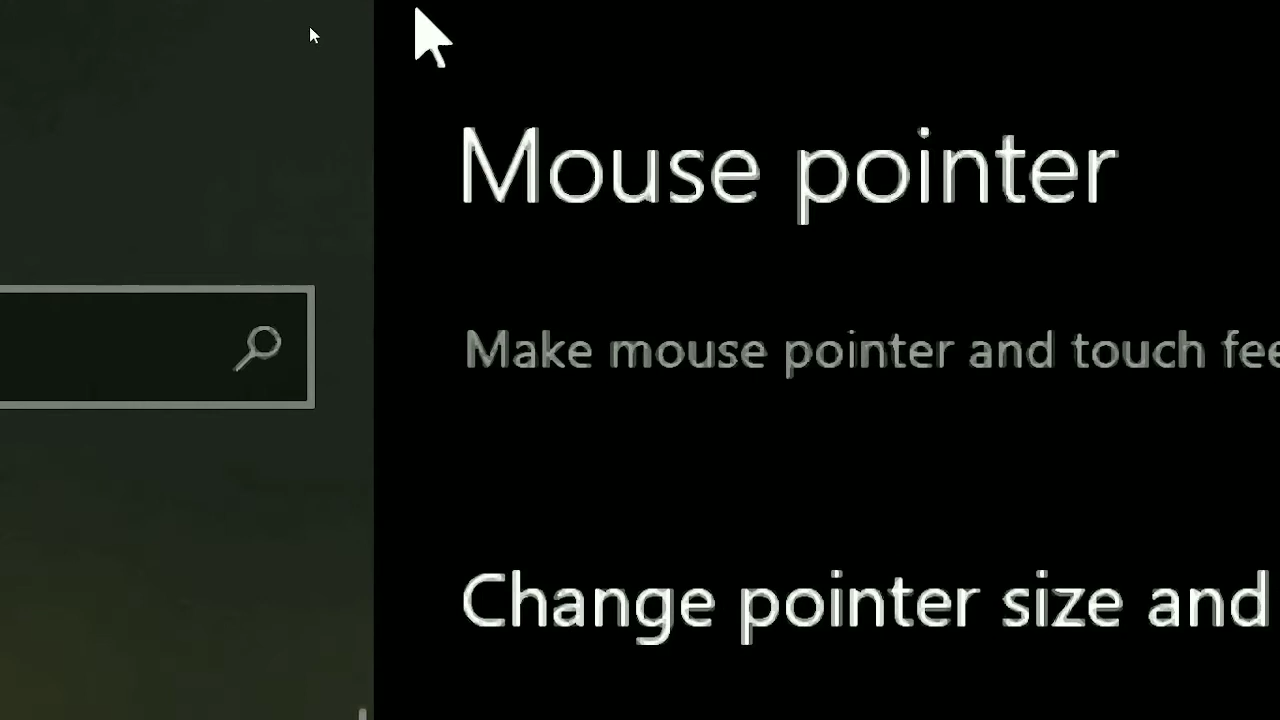 Mouse pointer
Make mouse pointer and touch fee
Change pointer size and